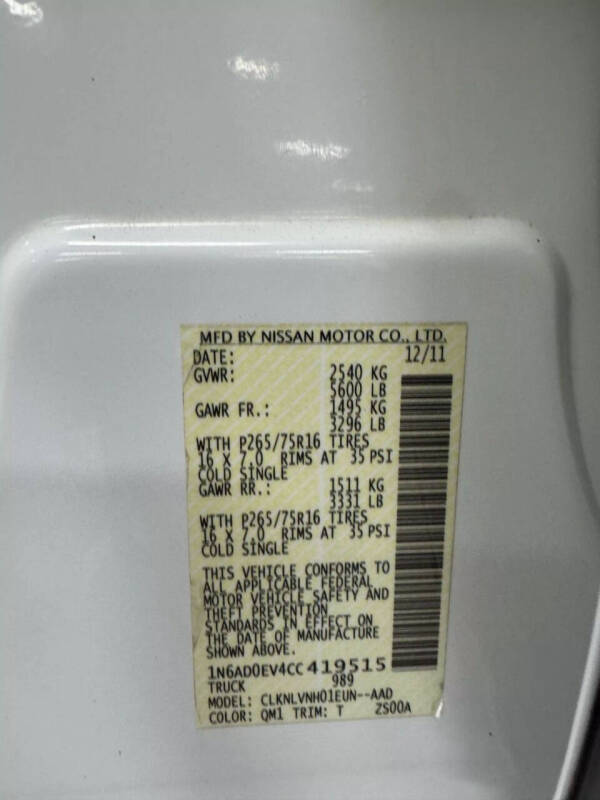 MFD BY NISSAN MOTOR CO., LTD.
DATE: 12/11
GVWR: 2540 KG
5600 LB
GAWR FR.: 1495 KG
3296 LB
WITH P265/75R16 TIRES
16 X 7.0 RIMS AT 35 PSI
COLD SINGLE
GAWR RR.: 1511 KG
3331 LB
WITH P265/75R16 TIRES
16 X 7.0 RIMS AT 35 PSI
COLD SINGLE
THIS VEHICLE CONFORMS TO
ALL APPLICABLE FEDERAL
MOTOR VEHICLE SAFETY AND
THEFT PREVENTION
STANDARDS IN EFFECT ON
THE DATE OF MANUFACTURE
SHOWN ABOVE.
1N6AD0EV4CC419515
TRUCK 989
MODEL: CLKNLVNH01EUN--AAD
COLOR: QM1 TRIM: T ZS00A